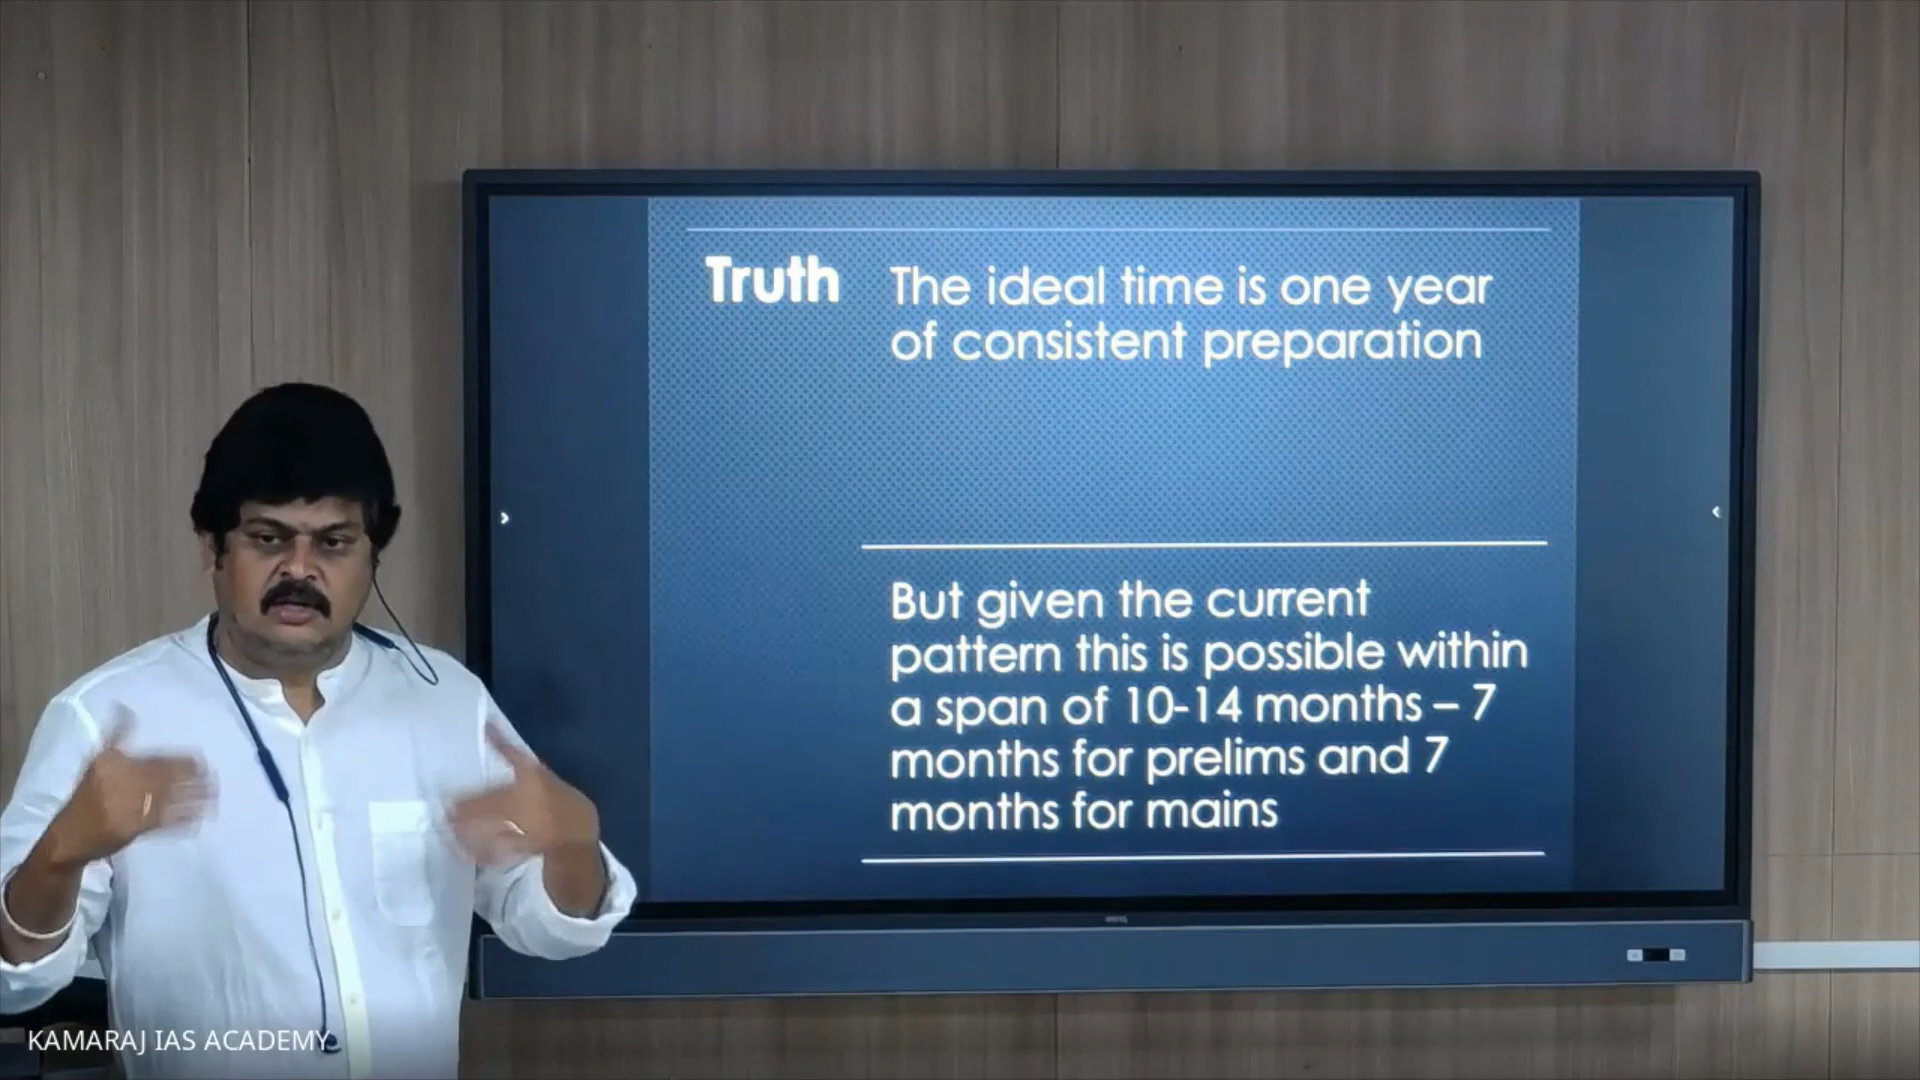 Truth
The ideal time is one year
of consistent preparation
But given the current
pattern this is possible within
a span of 10-14 months – 7
months for prelims and 7
months for mains
KAMARAJ IAS ACADEMY